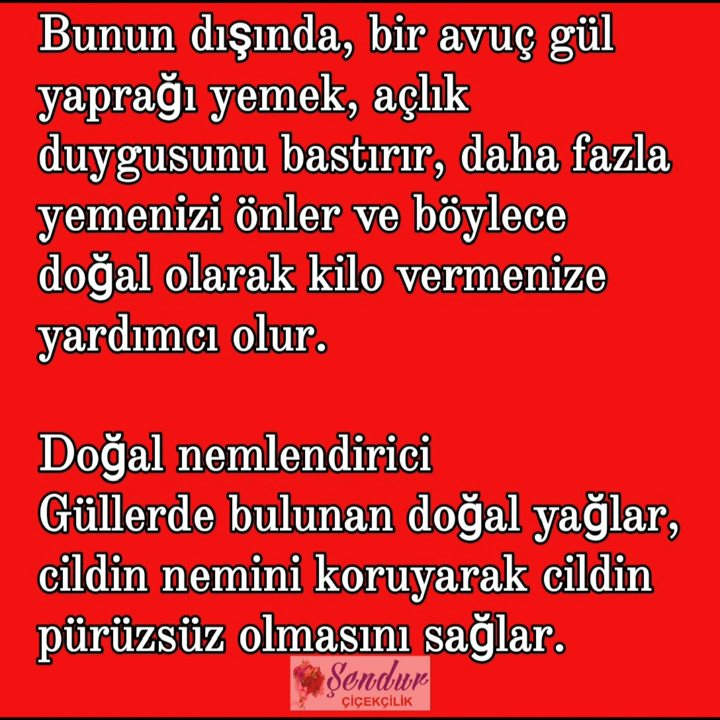 Bunun dışında, bir avuç gül
yaprağı yemek, açlık
duygusunu bastırır, daha fazla
yemenizi önler ve böylece
doğal olarak kilo vermenize
yardımcı olur.
Doğal nemlendirici
Güllerde bulunan doğal yağlar,
cildin nemini koruyarak cildin
pürüzsüz olmasını sağlar.
Şendur
ÇİÇEKÇİLİK